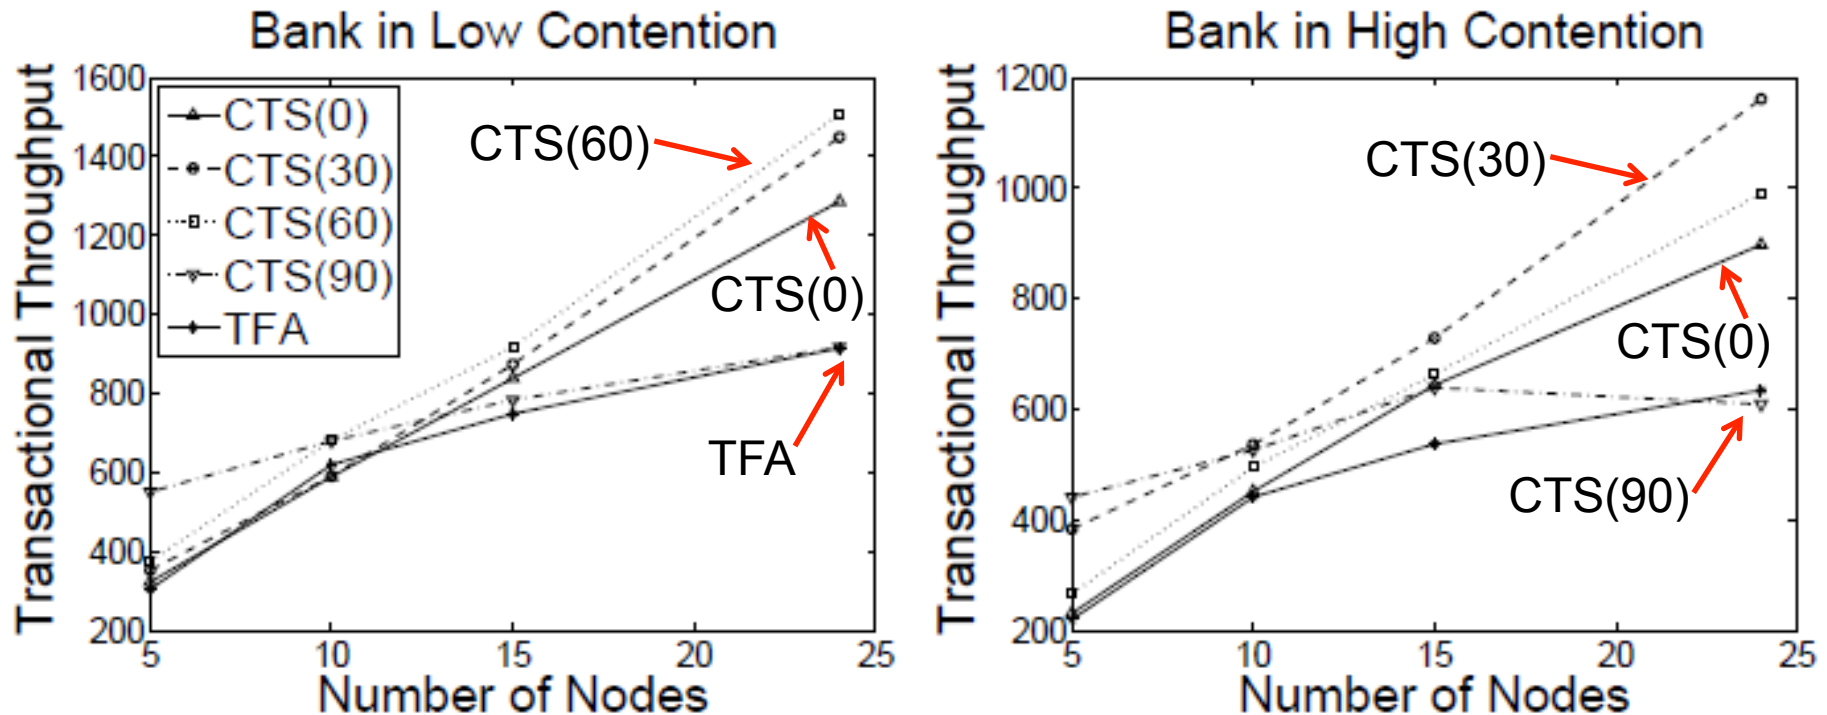 Bank in Low Contention
Transactional Throughput
1600
1400
1200
1000
800
600
400
200
CTS(0)
CTS(30)
CTS(60)
CTS(90)
TFA
CTS(60)
CTS(0)
TFA
5 10 15 20 25
Number of Nodes
Bank in High Contention
Transactional Throughput
1200
1000
800
600
400
200
CTS(30)
CTS(0)
CTS(90)
5 10 15 20 25
Number of Nodes